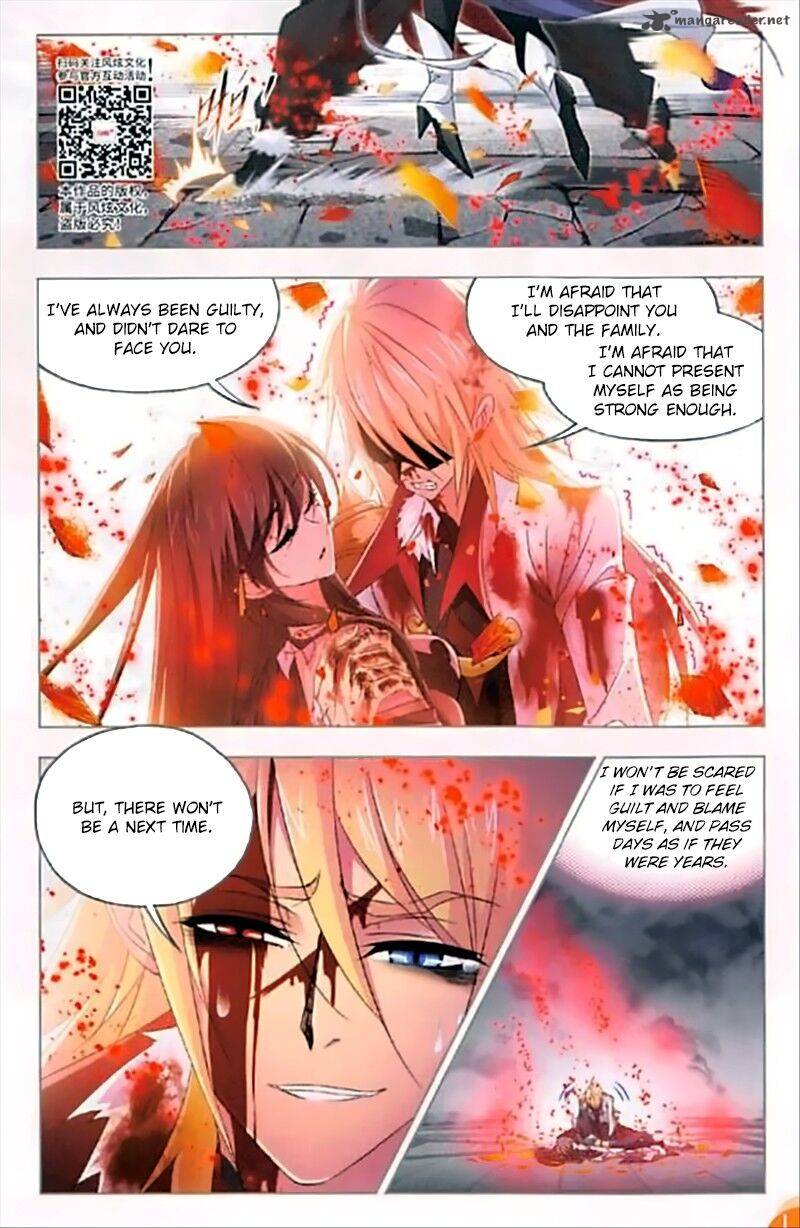 mangareader.net
扫码关注风炫文化
参与官方互动活动！
啪！
本作品的版权，
属于风炫文化，
盗版必究！
I'VE ALWAYS BEEN GUILTY,
AND DIDN'T DARE TO
FACE YOU.
I'M AFRAID THAT
I'LL DISAPPOINT YOU
AND THE FAMILY.
I'M AFRAID THAT
I CANNOT PRESENT
MYSELF AS BEING
STRONG ENOUGH.
BUT, THERE WON'T
BE A NEXT TIME.
I WON'T BE SCARED
IF I WAS TO FEEL
GUILT AND BLAME
MYSELF, AND PASS
DAYS AS IF THEY
WERE YEARS.
1